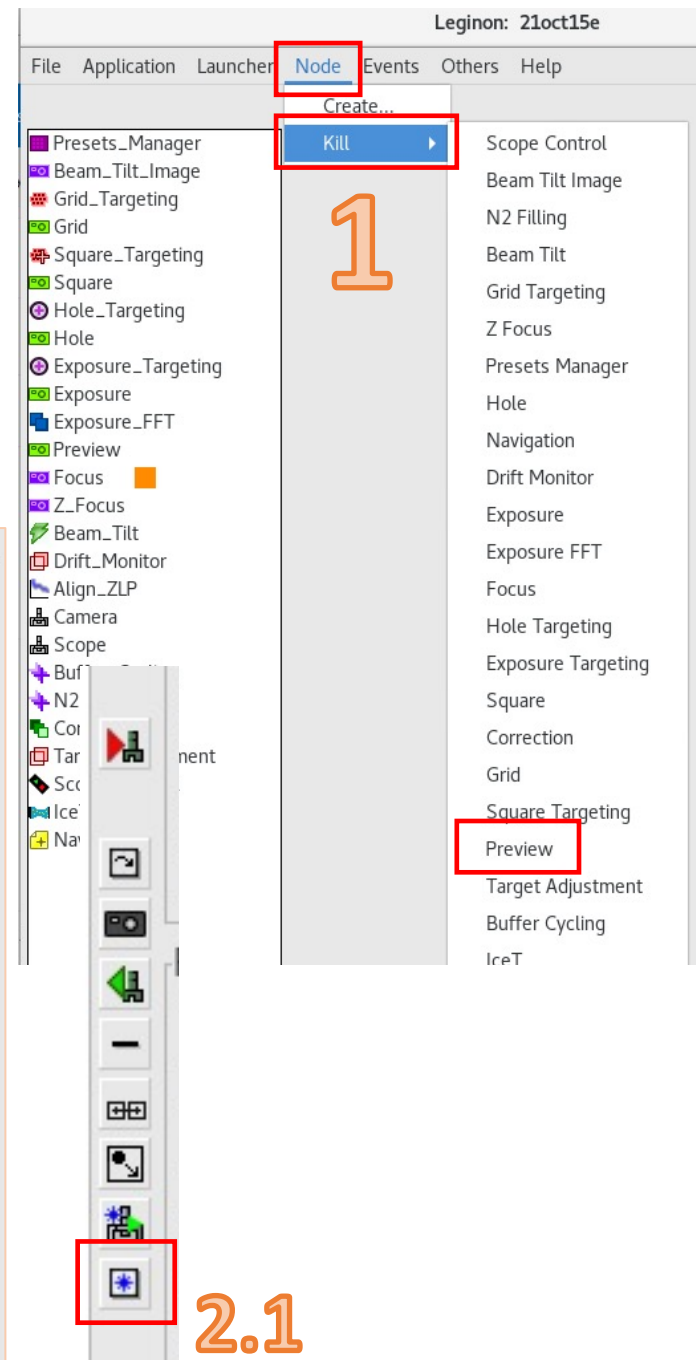 Leginon: 21oct15e
File Application Launcher Node Events Others Help
Create...
Kill
Presets_Manager
Beam_Tilt_Image
Grid_Targeting
Grid
Square_Targeting
Square
Hole_Targeting
Hole
Exposure_Targeting
Exposure
Exposure_FFT
Preview
Focus
Z_Focus
Beam_Tilt
Drift_Monitor
Align_ZLP
Camera
Scope
N2
ment
1
Scope Control
Beam Tilt Image
N2 Filling
Beam Tilt
Grid Targeting
Z Focus
Presets Manager
Hole
Navigation
Drift Monitor
Exposure
Exposure FFT
Focus
Hole Targeting
Exposure Targeting
Square
Correction
Grid
Square Targeting
Preview
Target Adjustment
Buffer Cycling
IceT
2.1